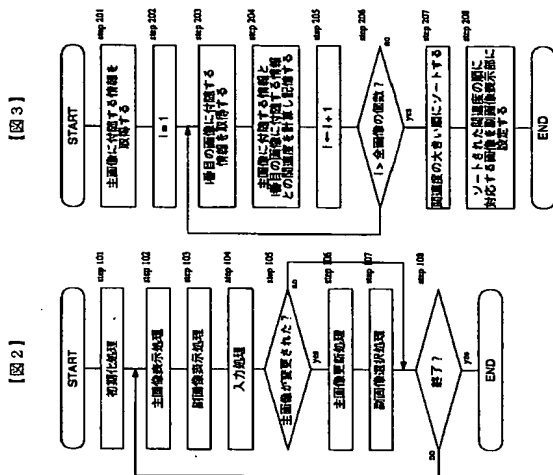 【図2】
START
step 101
初期化処理
step 102
主画像表示処理
step 103
副画像表示処理
step 104
入力処理
step 105
主画像が変更された?
no
yes
step 106
主画像更新処理
step 107
副画像選択処理
step 108
終了?
no
yes
END
【図3】
START
step 201
主画像に付随する情報を
取得する
step 202
i = 1
step 203
i番目の画像に付随する
情報を取得する
step 204
主画像に付随する情報と
i番目の画像に付随する情報
との関連度を計算し記憶する
step 205
i = i + 1
step 206
i > 全画像の個数?
no
yes
step 207
関連度の大きい順にソートする
step 208
ソートされた関連度の順に
対応する画像を副画像表示部に
設定する
END